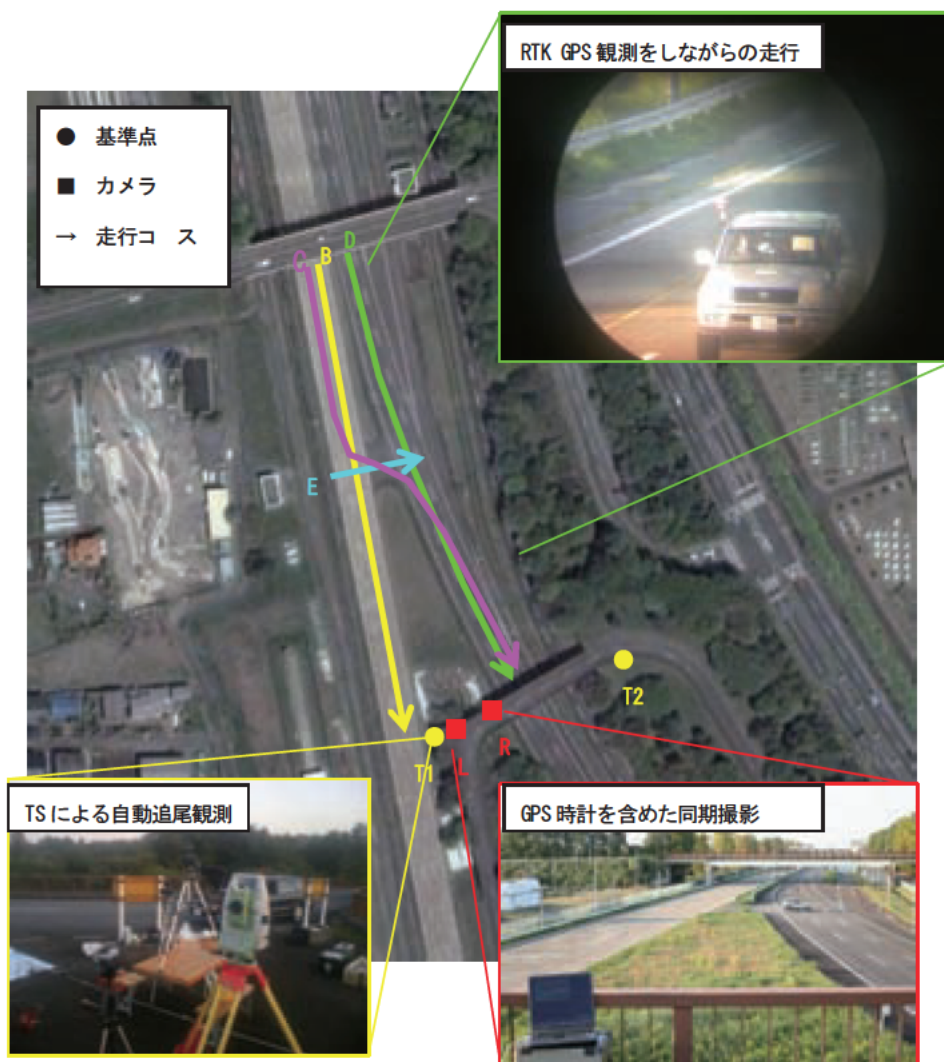 RTK GPS 観測をしながらの走行
● 基準点
■ カメラ
→ 走行コ ス
C
B
D
E
T2
T1
L
R
TS による自動追尾観測
GPS 時計を含めた同期撮影